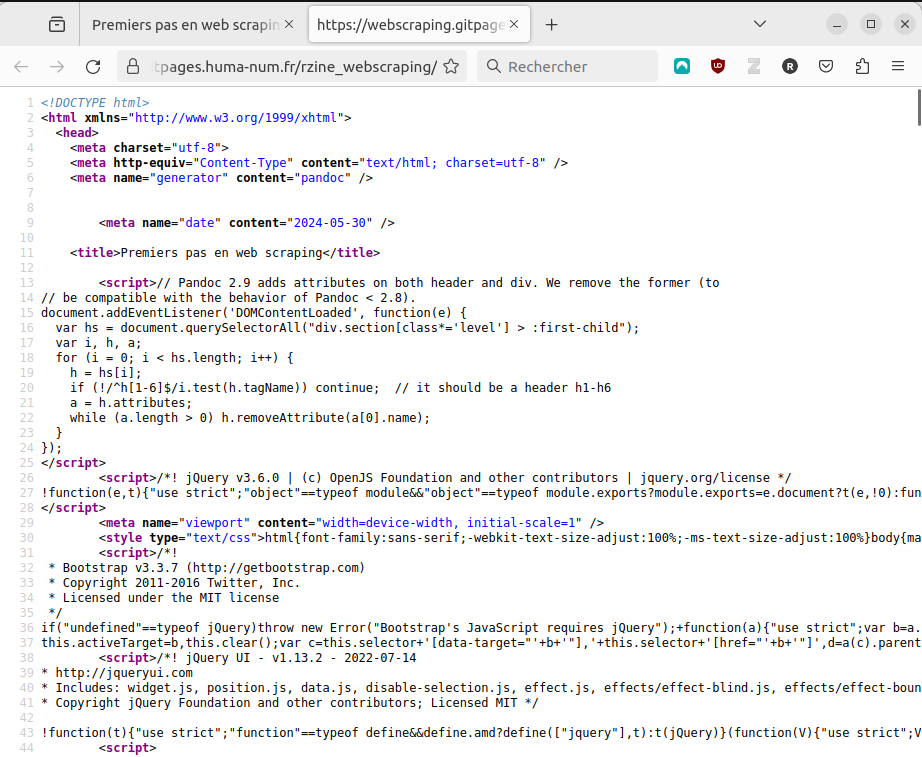 Premiers pas en web scrapin
https://webscraping.gitpage
tpages.huma-num.fr/rzine_webscraping/
Rechercher
UD
Z
R
1 <!DOCTYPE html>
2 <html xmlns="http://www.w3.org/1999/xhtml">
3 <head>
4 <meta charset="utf-8">
5 <meta http-equiv="Content-Type" content="text/html; charset=utf-8" />
6 <meta name="generator" content="pandoc" />
7
8
9 <meta name="date" content="2024-05-30" />
10
11 <title>Premiers pas en web scraping</title>
12
13 <script>// Pandoc 2.9 adds attributes on both header and div. We remove the former (to
14 // be compatible with the behavior of Pandoc < 2.8).
15 document.addEventListener('DOMContentLoaded', function(e) {
16 var hs = document.querySelectorAll("div.section[class*='level'] > :first-child");
17 var i, h, a;
18 for (i = 0; i < hs.length; i++) {
19 h = hs[i];
20 if (!/^h[1-6]$/i.test(h.tagName)) continue;  // it should be a header h1-h6
21 a = h.attributes;
22 while (a.length > 0) h.removeAttribute(a[0].name);
23 }
24 });
25 </script>
26 <script>/*! jQuery v3.6.0 | (c) OpenJS Foundation and other contributors | jquery.org/license */
27 !function(e,t){"use strict";"object"==typeof module&&"object"==typeof module.exports?module.exports=e.document?t(e,!0):fun
28 </script>
29 <meta name="viewport" content="width=device-width, initial-scale=1" />
30 <style type="text/css">html{font-family:sans-serif;-webkit-text-size-adjust:100%;-ms-text-size-adjust:100%}body{ma
31 <script>/*!
32 * Bootstrap v3.3.7 (http://getbootstrap.com)
33 * Copyright 2011-2016 Twitter, Inc.
34 * Licensed under the MIT license
35 */
36 if("undefined"==typeof jQuery)throw new Error("Bootstrap's JavaScript requires jQuery");+function(a){"use strict";var b=a.
37 this.activeTarget=b,this.clear();var c=this.selector+'[data-target="'+b+'"],'+this.selector+'[href="'+b+'"]',d=a(c).parent
38 <script>/*! jQuery UI - v1.13.2 - 2022-07-14
39 * http://jqueryui.com
40 * Includes: widget.js, position.js, data.js, disable-selection.js, effect.js, effects/effect-blind.js, effects/effect-boun
41 * Copyright jQuery Foundation and other contributors; Licensed MIT */
42
43 !function(t){"use strict";"function"==typeof define&&define.amd?define(["jquery"],t):t(jQuery)}(function(V){"use strict";V
44 <script>